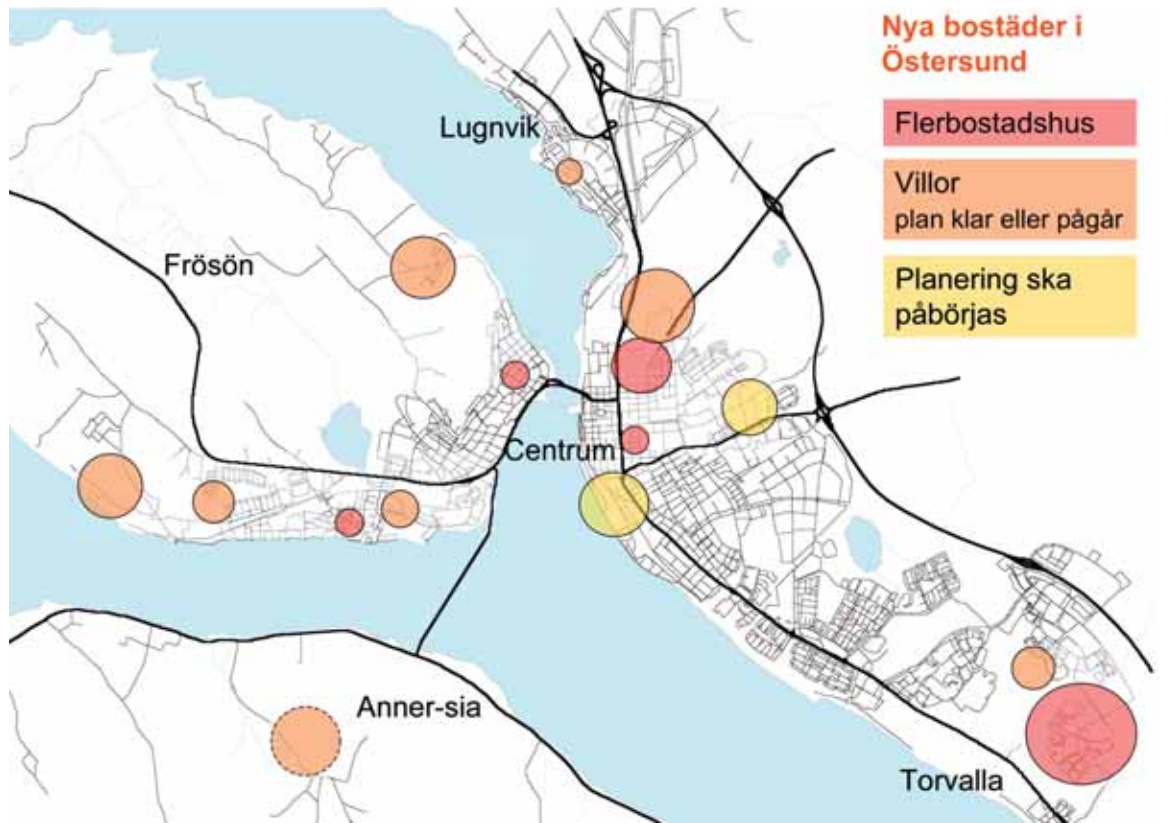 Nya bostäder i
Östersund
Flerbostadshus
Villor
plan klar eller pågår
Planering ska
påbörjas
Lugnvik
Frösön
Centrum
Anner-sia
Torvalla